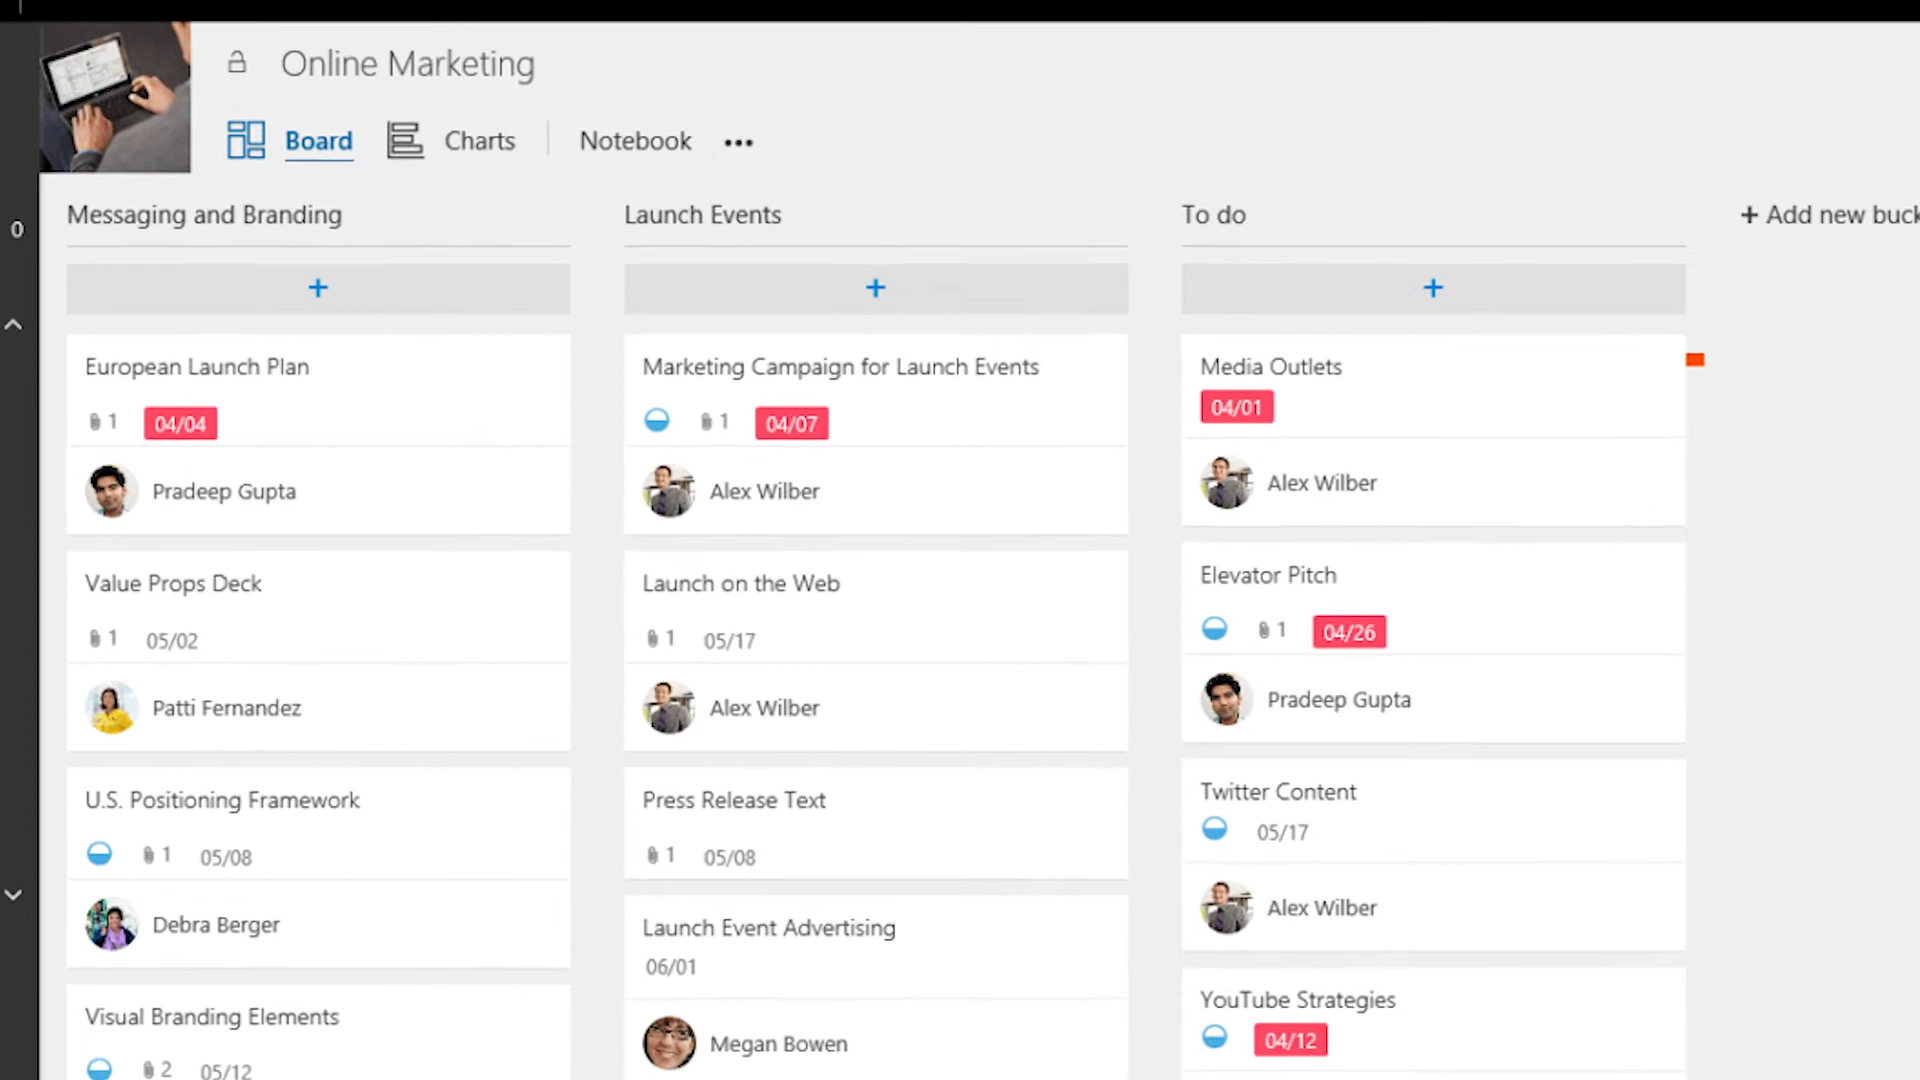 Online Marketing
Board
Charts
Notebook
•••
0
Messaging and Branding
+
European Launch Plan
1 04/04
Pradeep Gupta
Value Props Deck
1 05/02
Patti Fernandez
U.S. Positioning Framework
1 05/08
Debra Berger
Visual Branding Elements
2 05/12
Launch Events
+
Marketing Campaign for Launch Events
1 04/07
Alex Wilber
Launch on the Web
1 05/17
Alex Wilber
Press Release Text
1 05/08
Launch Event Advertising
06/01
Megan Bowen
To do
+
Media Outlets
04/01
Alex Wilber
Elevator Pitch
1 04/26
Pradeep Gupta
Twitter Content
05/17
Alex Wilber
YouTube Strategies
04/12
+ Add new buck